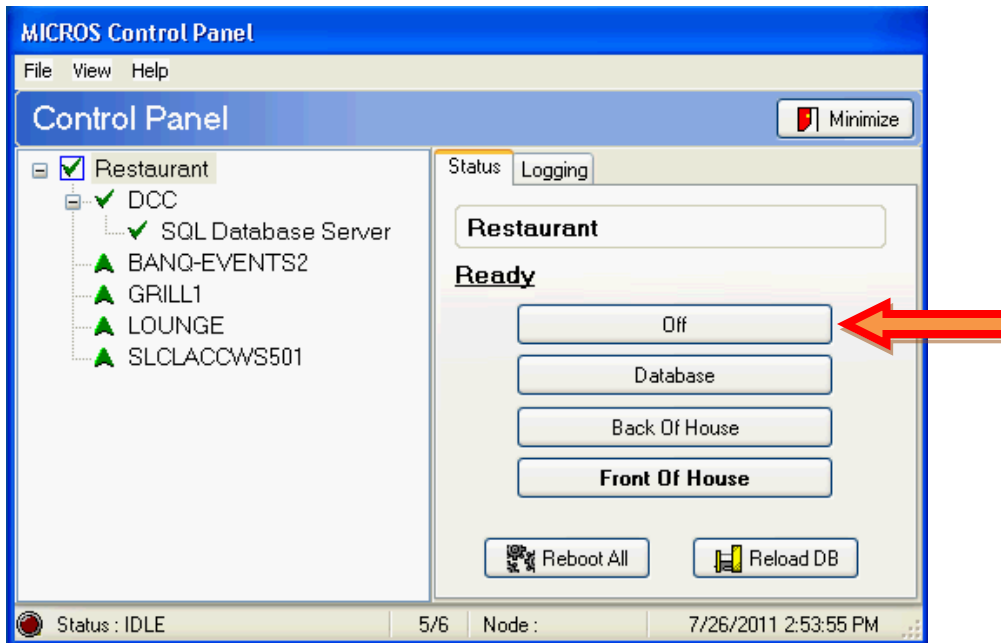 MICROS Control Panel
File View Help
Control Panel
Minimize
Restaurant
DCC
SQL Database Server
BANQ-EVENTS2
GRILL1
LOUNGE
SLCLACCWS501
Status Logging
Restaurant
Ready
Off
Database
Back Of House
Front Of House
Reboot All Reload DB
Status : IDLE 5/6 Node : 7/26/2011 2:53:55 PM